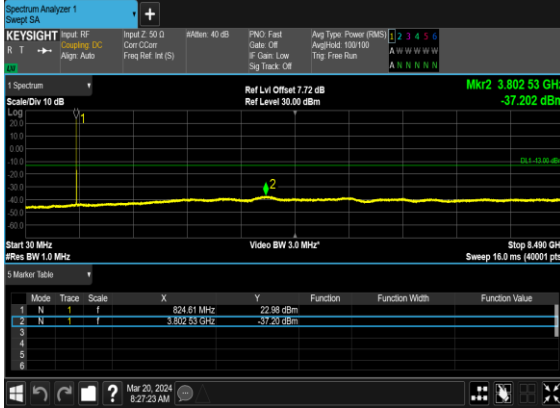 Spectrum Analyzer 1
Swept SA
+
KEYSIGHT
R T
LXI
Input: RF
Coupling: DC
Align: Auto
Input Z: 50 Ω
Corr CCorr
Freq Ref: Int (S)
#Atten: 40 dB
PNO: Fast
Gate: Off
IF Gain: Low
Sig Track: Off
Avg Type: Power (RMS)
Avg|Hold: 100/100
Trig: Free Run
1 2 3 4 5 6
A W W W W W
A N N N N N
1 Spectrum
Scale/Div 10 dB
Ref Lvl Offset 7.72 dB
Ref Level 30.00 dBm
Mkr2 3.802 53 GHz
-37.202 dBm
Log
20.0
10.0
0.00
-10.0
-20.0
-30.0
-40.0
-50.0
-60.0
1
2
DL1 -13.00 dBm
Start 30 MHz
#Res BW 1.0 MHz
Video BW 3.0 MHz*
Stop 8.490 GH
Sweep 16.0 ms (40001 pts
5 Marker Table
Mode Trace Scale X Y Function Function Width Function Value
1 N 1 f 824.61 MHz 22.98 dBm
2 N 1 f 3.802 53 GHz -37.20 dBm
3
4
5
6
?
Mar 20, 2024
8:27:23 AM